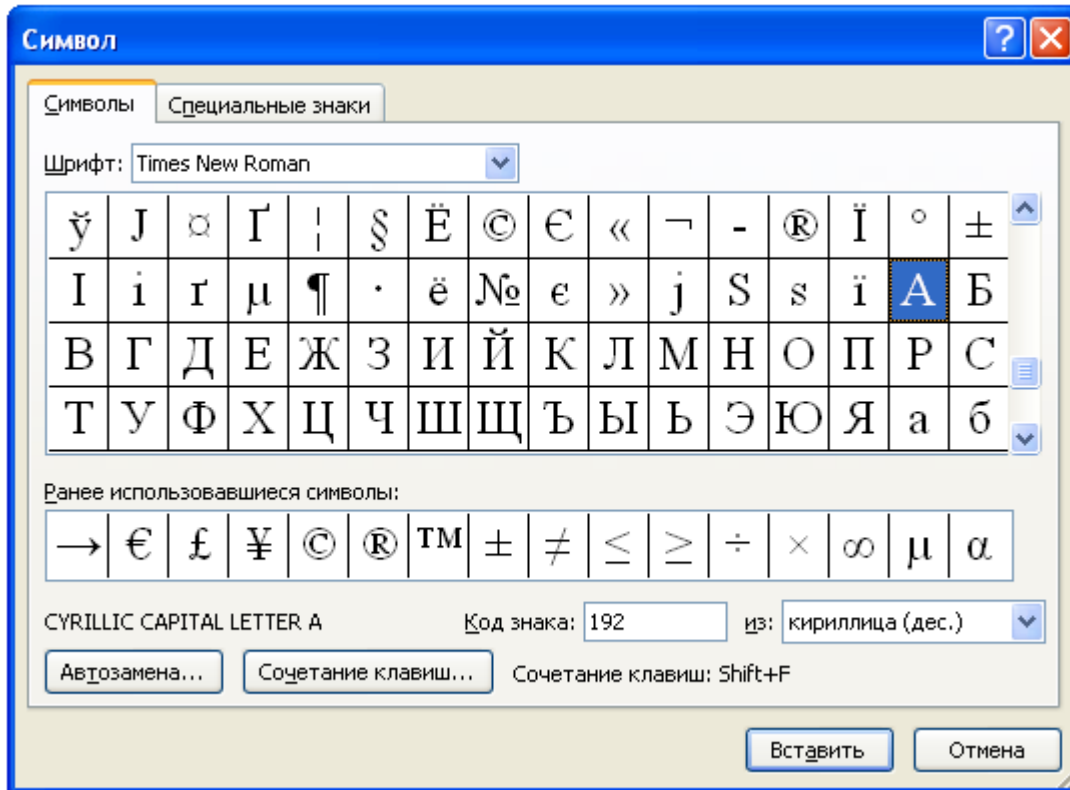 Символ
Символы Специальные знаки
Шрифт: Times New Roman
ў Ј ¤ Ґ ¦ § Ё © Є « ¬ - ® Ї ° ±
І і ґ µ ¶ · ё № є » ј Ѕ ѕ ї А Б
В Г Д Е Ж З И Й К Л М Н О П Р С
Т У Ф Х Ц Ч Ш Щ Ъ Ы Ь Э Ю Я а б
Ранее использовавшиеся символы:
→ € £ ¥ © ® ™ ± ≠ ≤ ≥ ÷ × ∞ µ α
CYRILLIC CAPITAL LETTER A Код знака: 192 из: кириллица (дес.)
Автозамена... Сочетание клавиш... Сочетание клавиш: Shift+F
Вставить Отмена